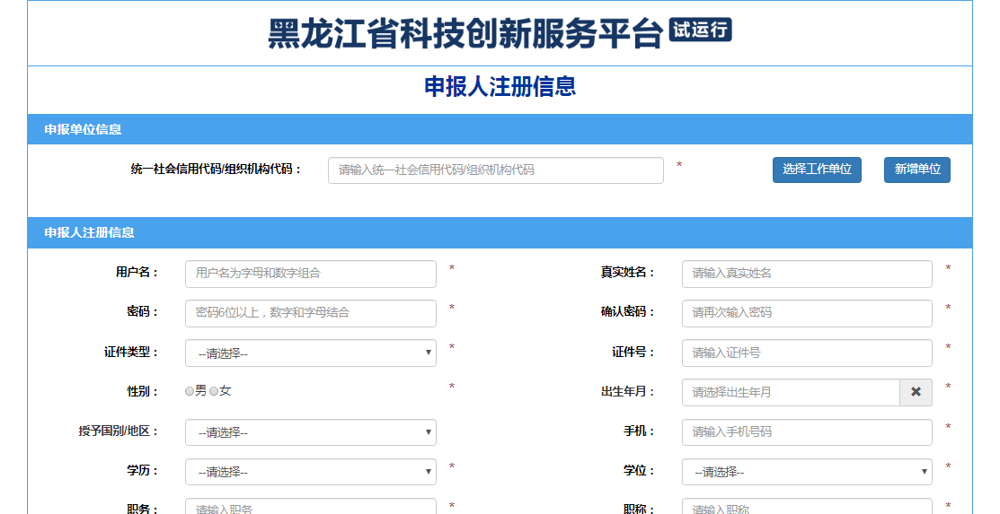 黑龙江省科技创新服务平台 试运行
申报人注册信息
申报单位信息
统一社会信用代码/组织机构代码： 请输入统一社会信用代码/组织机构代码 * 选择工作单位 新增单位
申报人注册信息
用户名： 用户名为字母和数字组合 * 真实姓名： 请输入真实姓名 *
密码： 密码6位以上，数字和字母结合 * 确认密码： 请再次输入密码 *
证件类型： --请选择-- * 证件号： 请输入证件号 *
性别： 男 女 * 出生年月： 请选择出生年月 *
授予国别/地区： --请选择-- 手机： 请输入手机号码 *
学历： --请选择-- * 学位： --请选择-- *
职务： 请输入职务 * 职称： 请输入职称 *